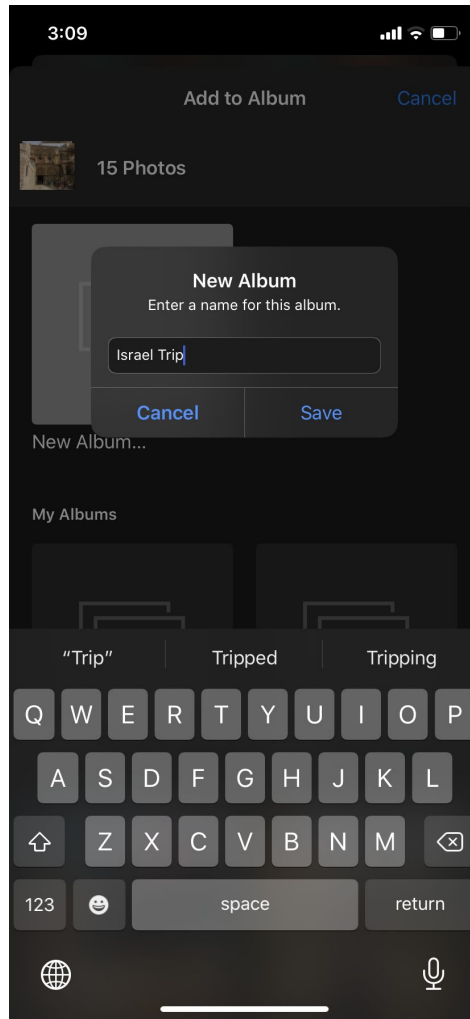 3:09
Add to Album Cancel
15 Photos
New Album
Enter a name for this album.
Israel Trip
Cancel Save
New Album...
My Albums
“Trip” Tripped Tripping
Q W E R T Y U I O P
A S D F G H J K L
Z X C V B N M
123 space return